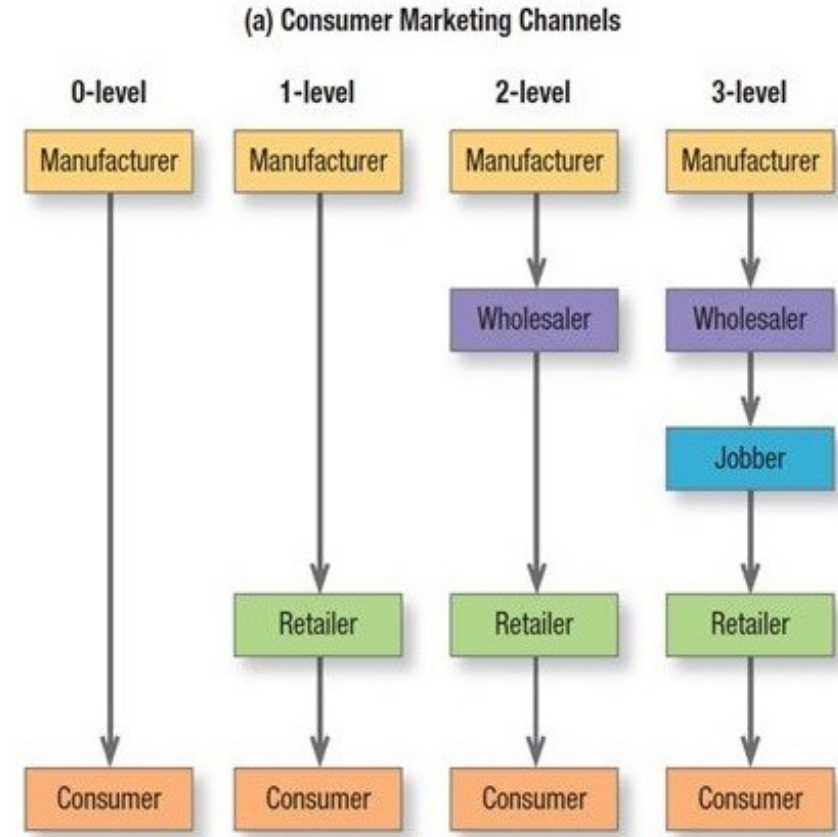 (a) Consumer Marketing Channels
0-level 1-level 2-level 3-level
Manufacturer Manufacturer Manufacturer Manufacturer
Wholesaler Wholesaler
Jobber
Retailer Retailer Retailer
Consumer Consumer Consumer Consumer